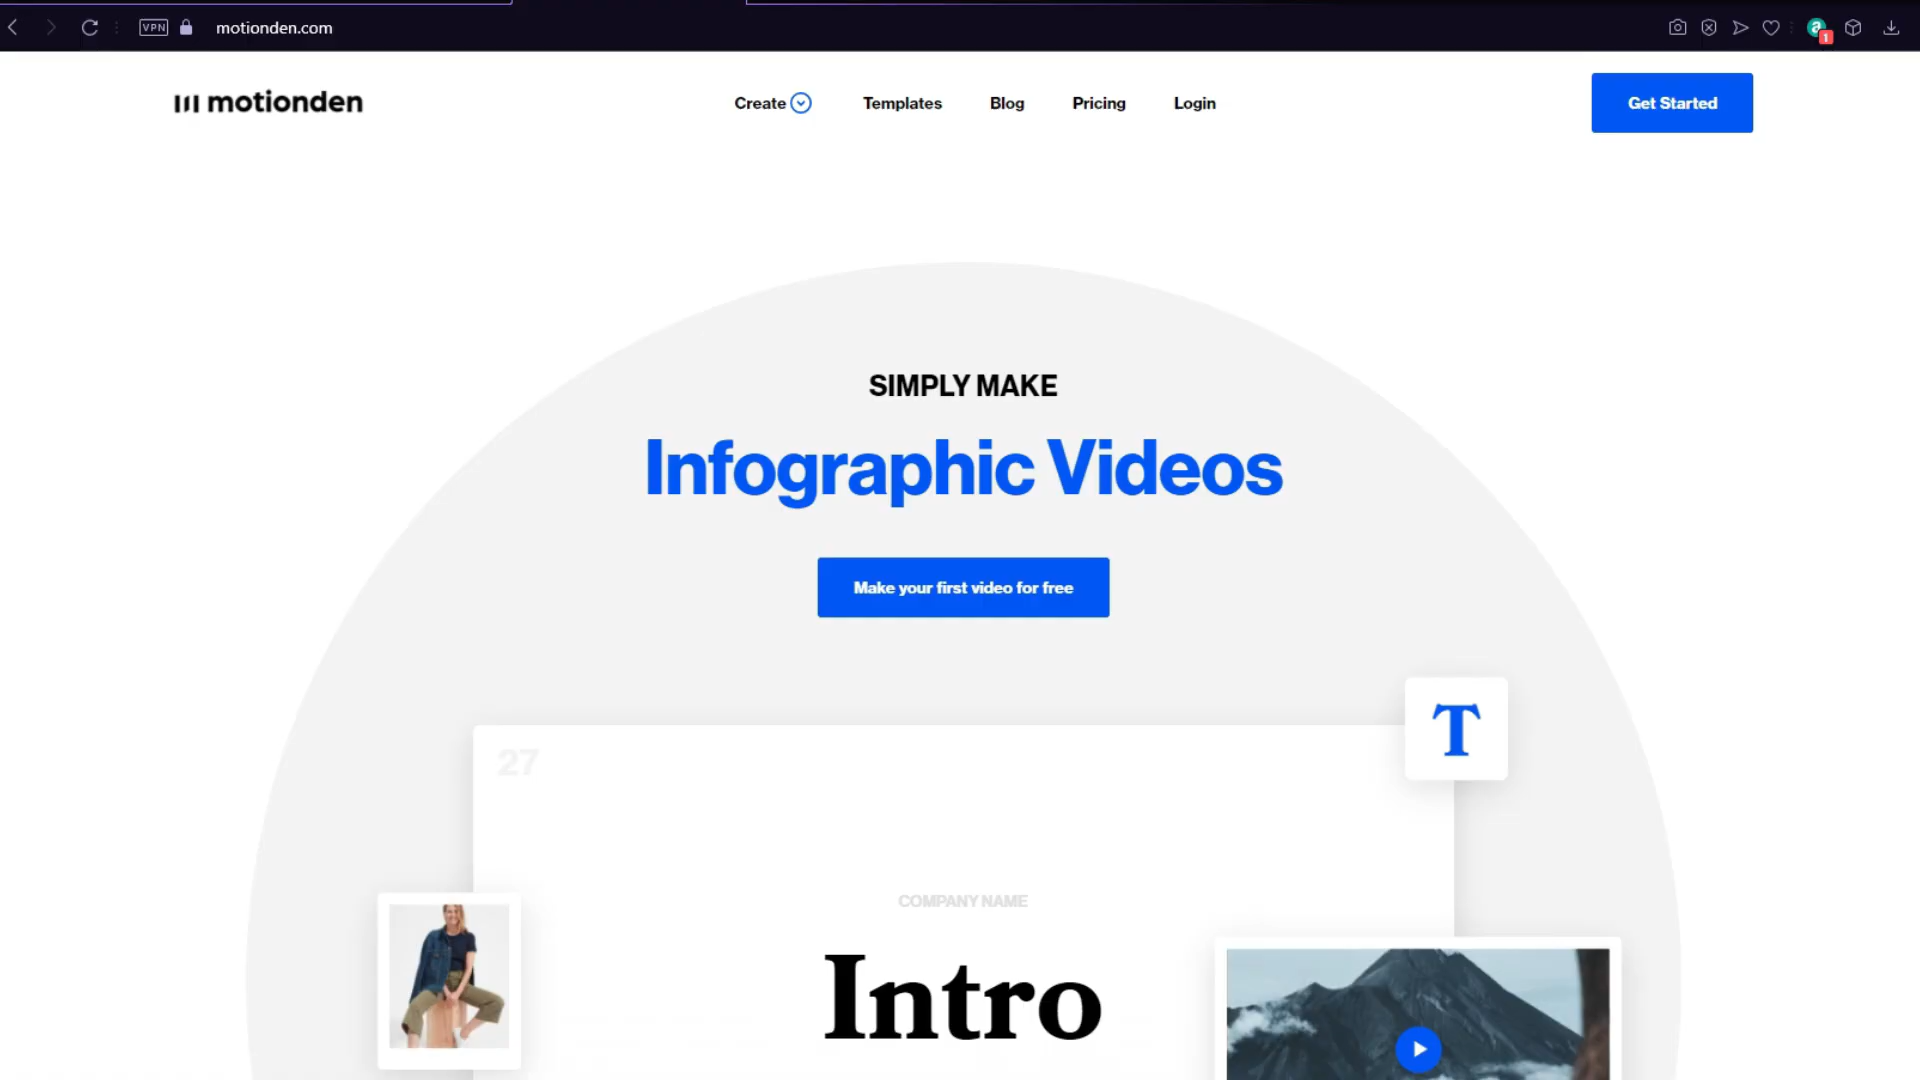 VPN
motionden.com
1
motionden
Create
Templates
Blog
Pricing
Login
Get Started
SIMPLY MAKE
Infographic Videos
Make your first video for free
T
27
COMPANY NAME
Intro